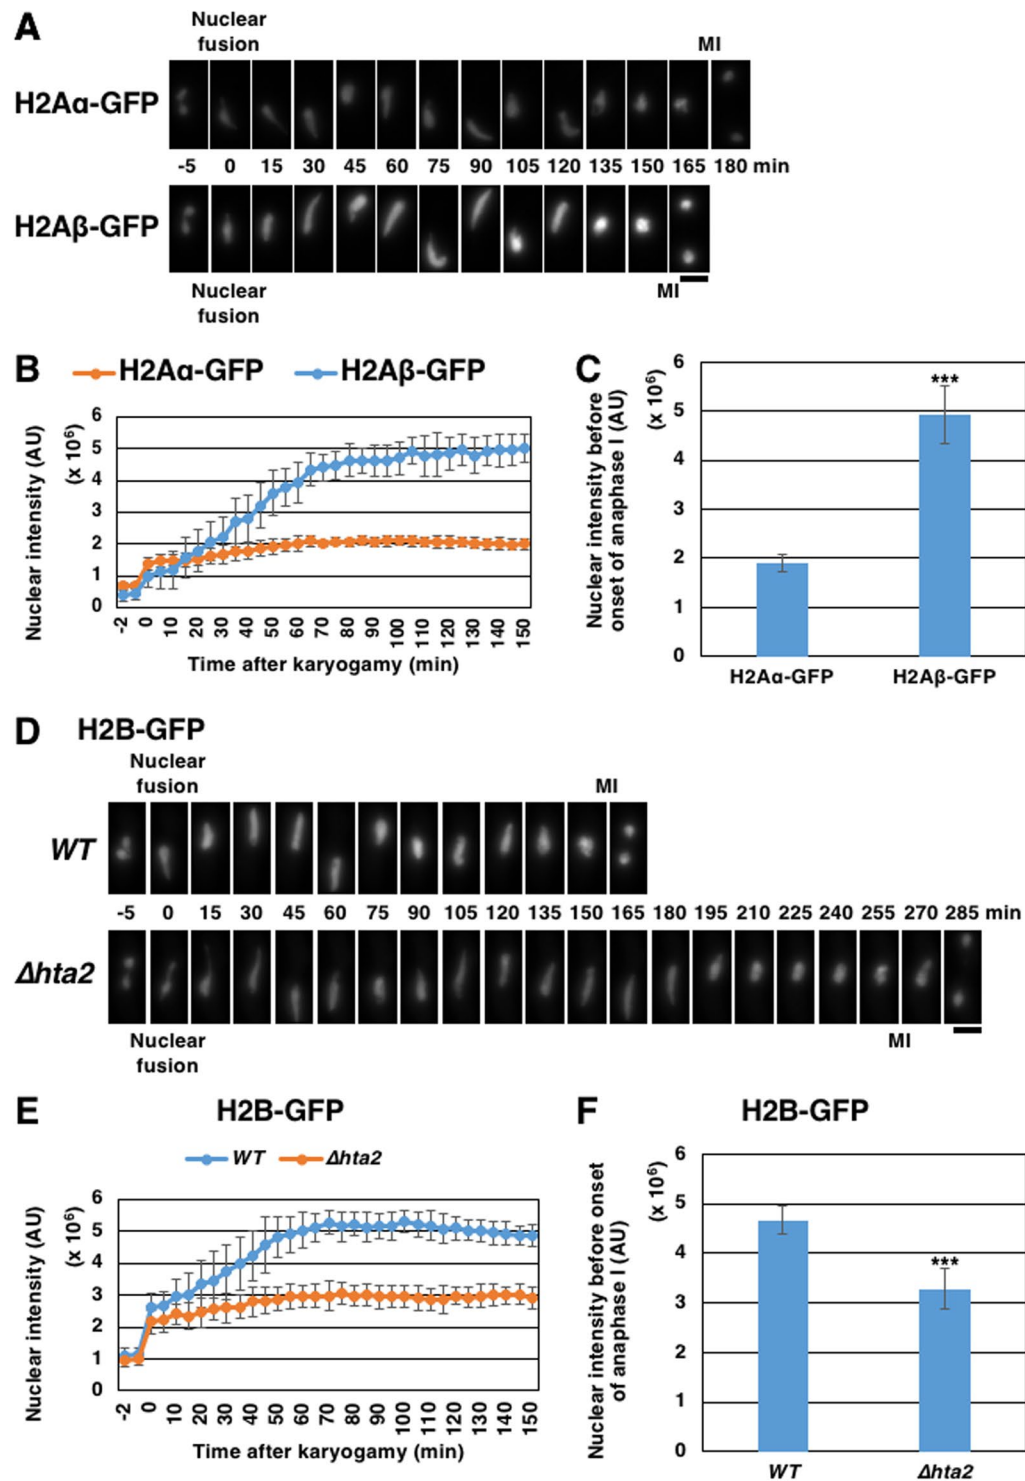 A
Nuclear
fusion
MI
H2Aα-GFP
-5 0 15 30 45 60 75 90 105 120 135 150 165 180 min
H2Aβ-GFP
Nuclear
fusion
MI
B
H2Aα-GFP H2Aβ-GFP
Nuclear intensity (AU)
(x 10⁶)
6
5
4
3
2
1
0
-2 0 10 20 30 40 50 60 70 80 90 100 110 120 130 140 150
Time after karyogamy (min)
C
Nuclear intensity before
onset of anaphase I (AU)
(x 10⁶)
6
5
4
3
2
1
0
***
H2Aα-GFP H2Aβ-GFP
D H2B-GFP
Nuclear
fusion
MI
WT
-5 0 15 30 45 60 75 90 105 120 135 150 165 180 195 210 225 240 255 270 285 min
Δhta2
Nuclear
fusion
MI
E H2B-GFP
WT Δhta2
Nuclear intensity (AU)
(x 10⁶)
6
5
4
3
2
1
0
-2 0 10 20 30 40 50 60 70 80 90 100 110 120 130 140 150
Time after karyogamy (min)
F H2B-GFP
Nuclear intensity before onset
of anaphase I (AU)
(x 10⁶)
6
5
4
3
2
1
0
***
WT Δhta2